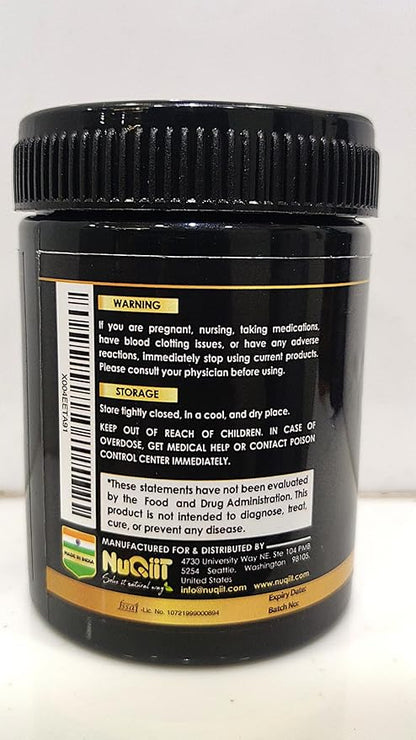 WARNING
If you are pregnant, nursing, taking medications,
have blood clotting issues, or have any adverse
reactions, immediately stop using current products.
Please consult your physician before using.
STORAGE
Store tightly closed, in a cool, and dry place.
KEEP OUT OF REACH OF CHILDREN. IN CASE OF
OVERDOSE, GET MEDICAL HELP OR CONTACT POISON
CONTROL CENTER IMMEDIATELY.
*These statements have not been evaluated
by the Food and Drug Administration. This
product is not intended to diagnose, treat,
cure, or prevent any disease.
X004EETA91
MADE IN INDIA
MANUFACTURED FOR & DISTRIBUTED BY
NuQiiT
Solve it natural way
4730 University Way NE. Ste 104 PMB
5254 Seattle, Washington 98105
United States
info@nuqiit.com www.nuqiit.com
fssai -Lic. No. 10721999000894
Expiry Date:
Batch No: